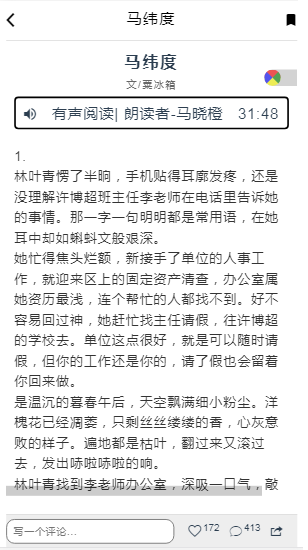 马纬度
马纬度
文/粟冰箱
有声阅读| 朗读者-马晓橙 31:48
1.
林叶青愣了半晌，手机贴得耳廓发疼，还是
没理解许博超班主任李老师在电话里告诉她
的事情。那一字一句明明都是常用语，在她
耳中却如蝌蚪文般艰深。
她忙得焦头烂额，新接手了单位的人事工
作，就迎来区上的固定资产清查，办公室属
她资历最浅，连个帮忙的人都找不到。好不
容易回过神，她赶忙找主任请假，往许博超
的学校去。单位这点很好，就是可以随时请
假，但你的工作还是你的，请了假也会留着
你回来做。
是温沉的暮春午后，天空飘满细小粉尘。洋
槐花已经凋萎，只剩丝丝缕缕的香，心灰意
败的样子。遍地都是枯叶，翻过来又滚过
去，发出哧啦哧啦的响。
林叶青找到李老师办公室，深吸一口气，敲
写一个评论... 172 413